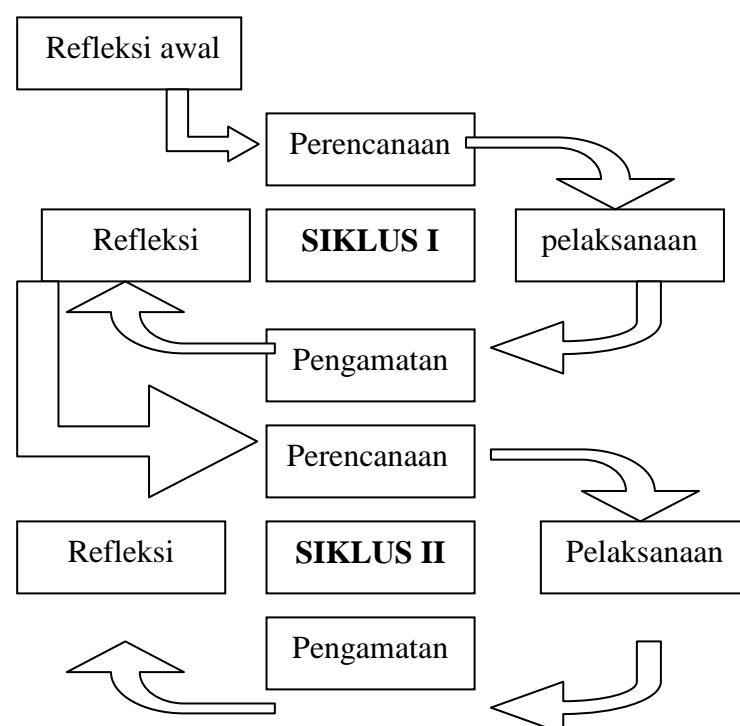 Refleksi awal
Perencanaan
Refleksi
SIKLUS I
pelaksanaan
Pengamatan
Perencanaan
Refleksi
SIKLUS II
Pelaksanaan
Pengamatan